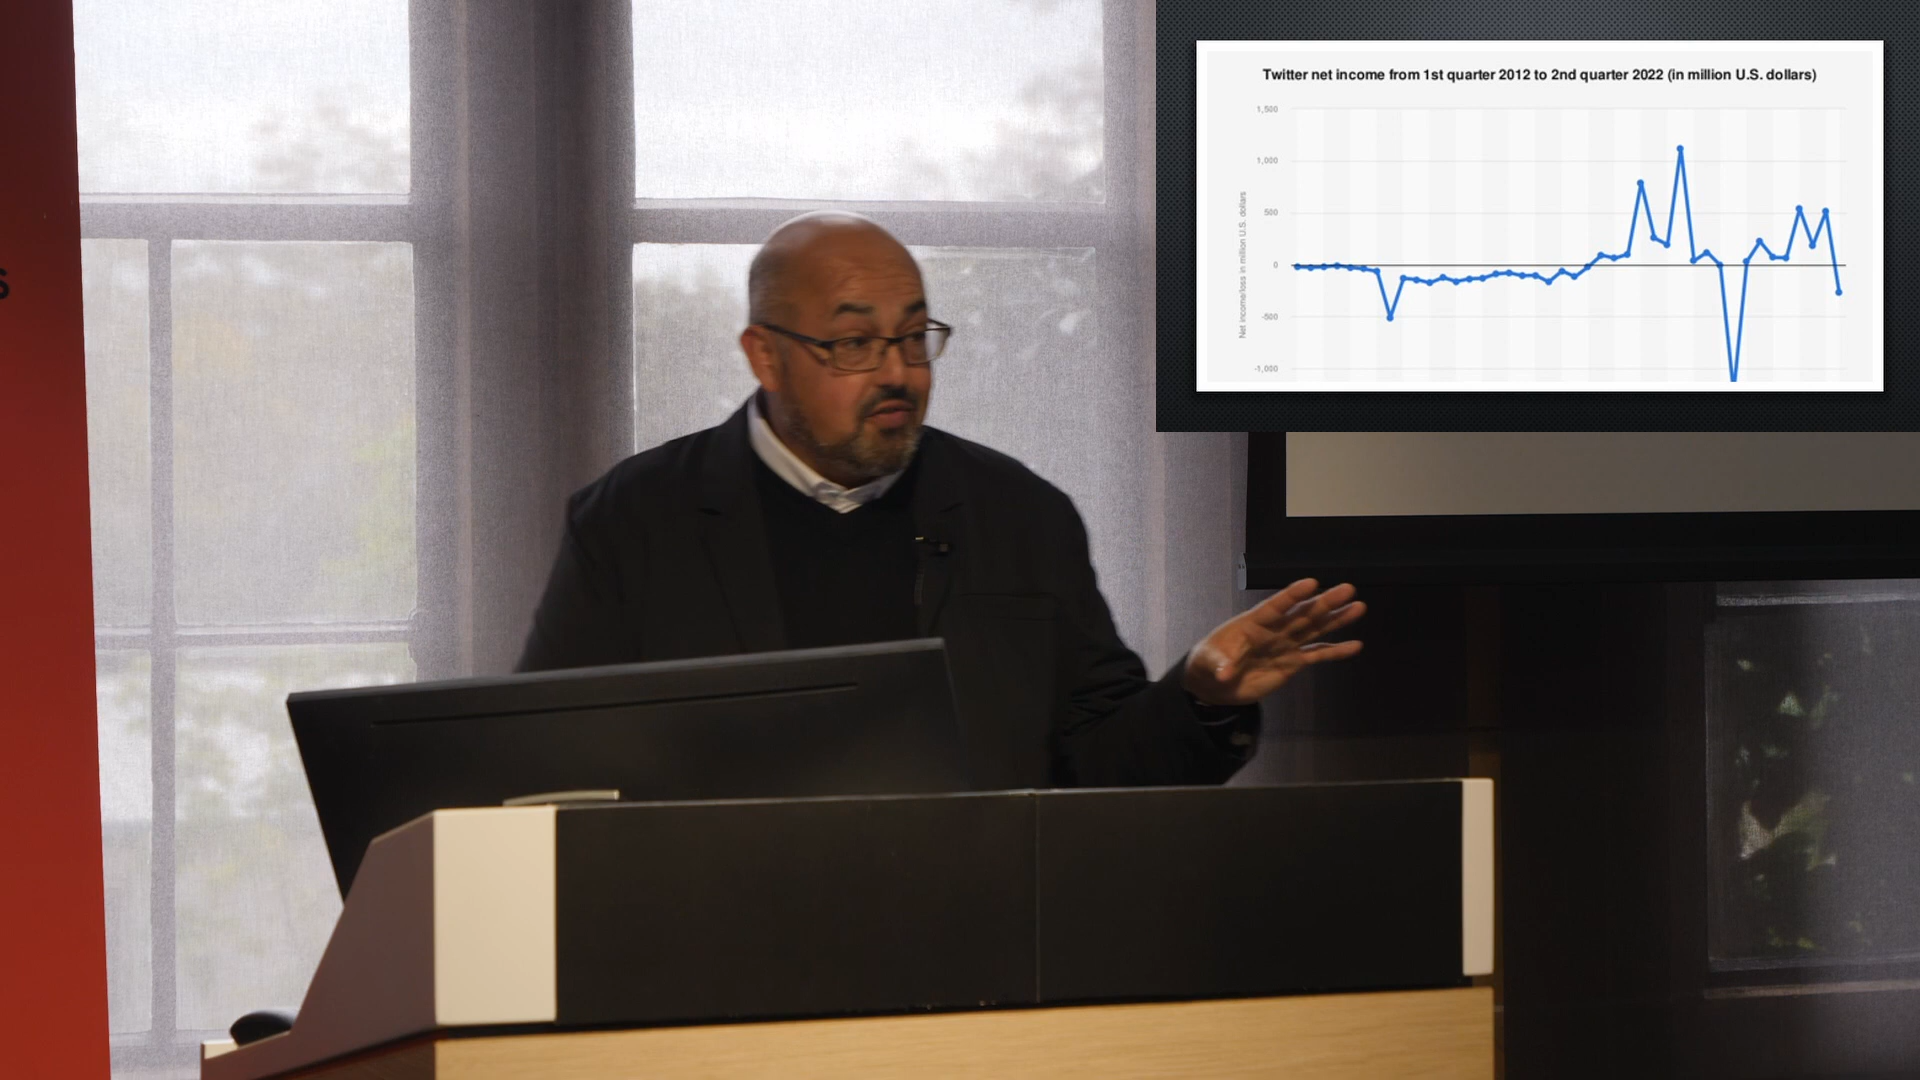 S
Twitter net income from 1st quarter 2012 to 2nd quarter 2022 (in million U.S. dollars)
Net income/loss in million U.S. dollars
1,500
1,000
500
0
-500
-1,000